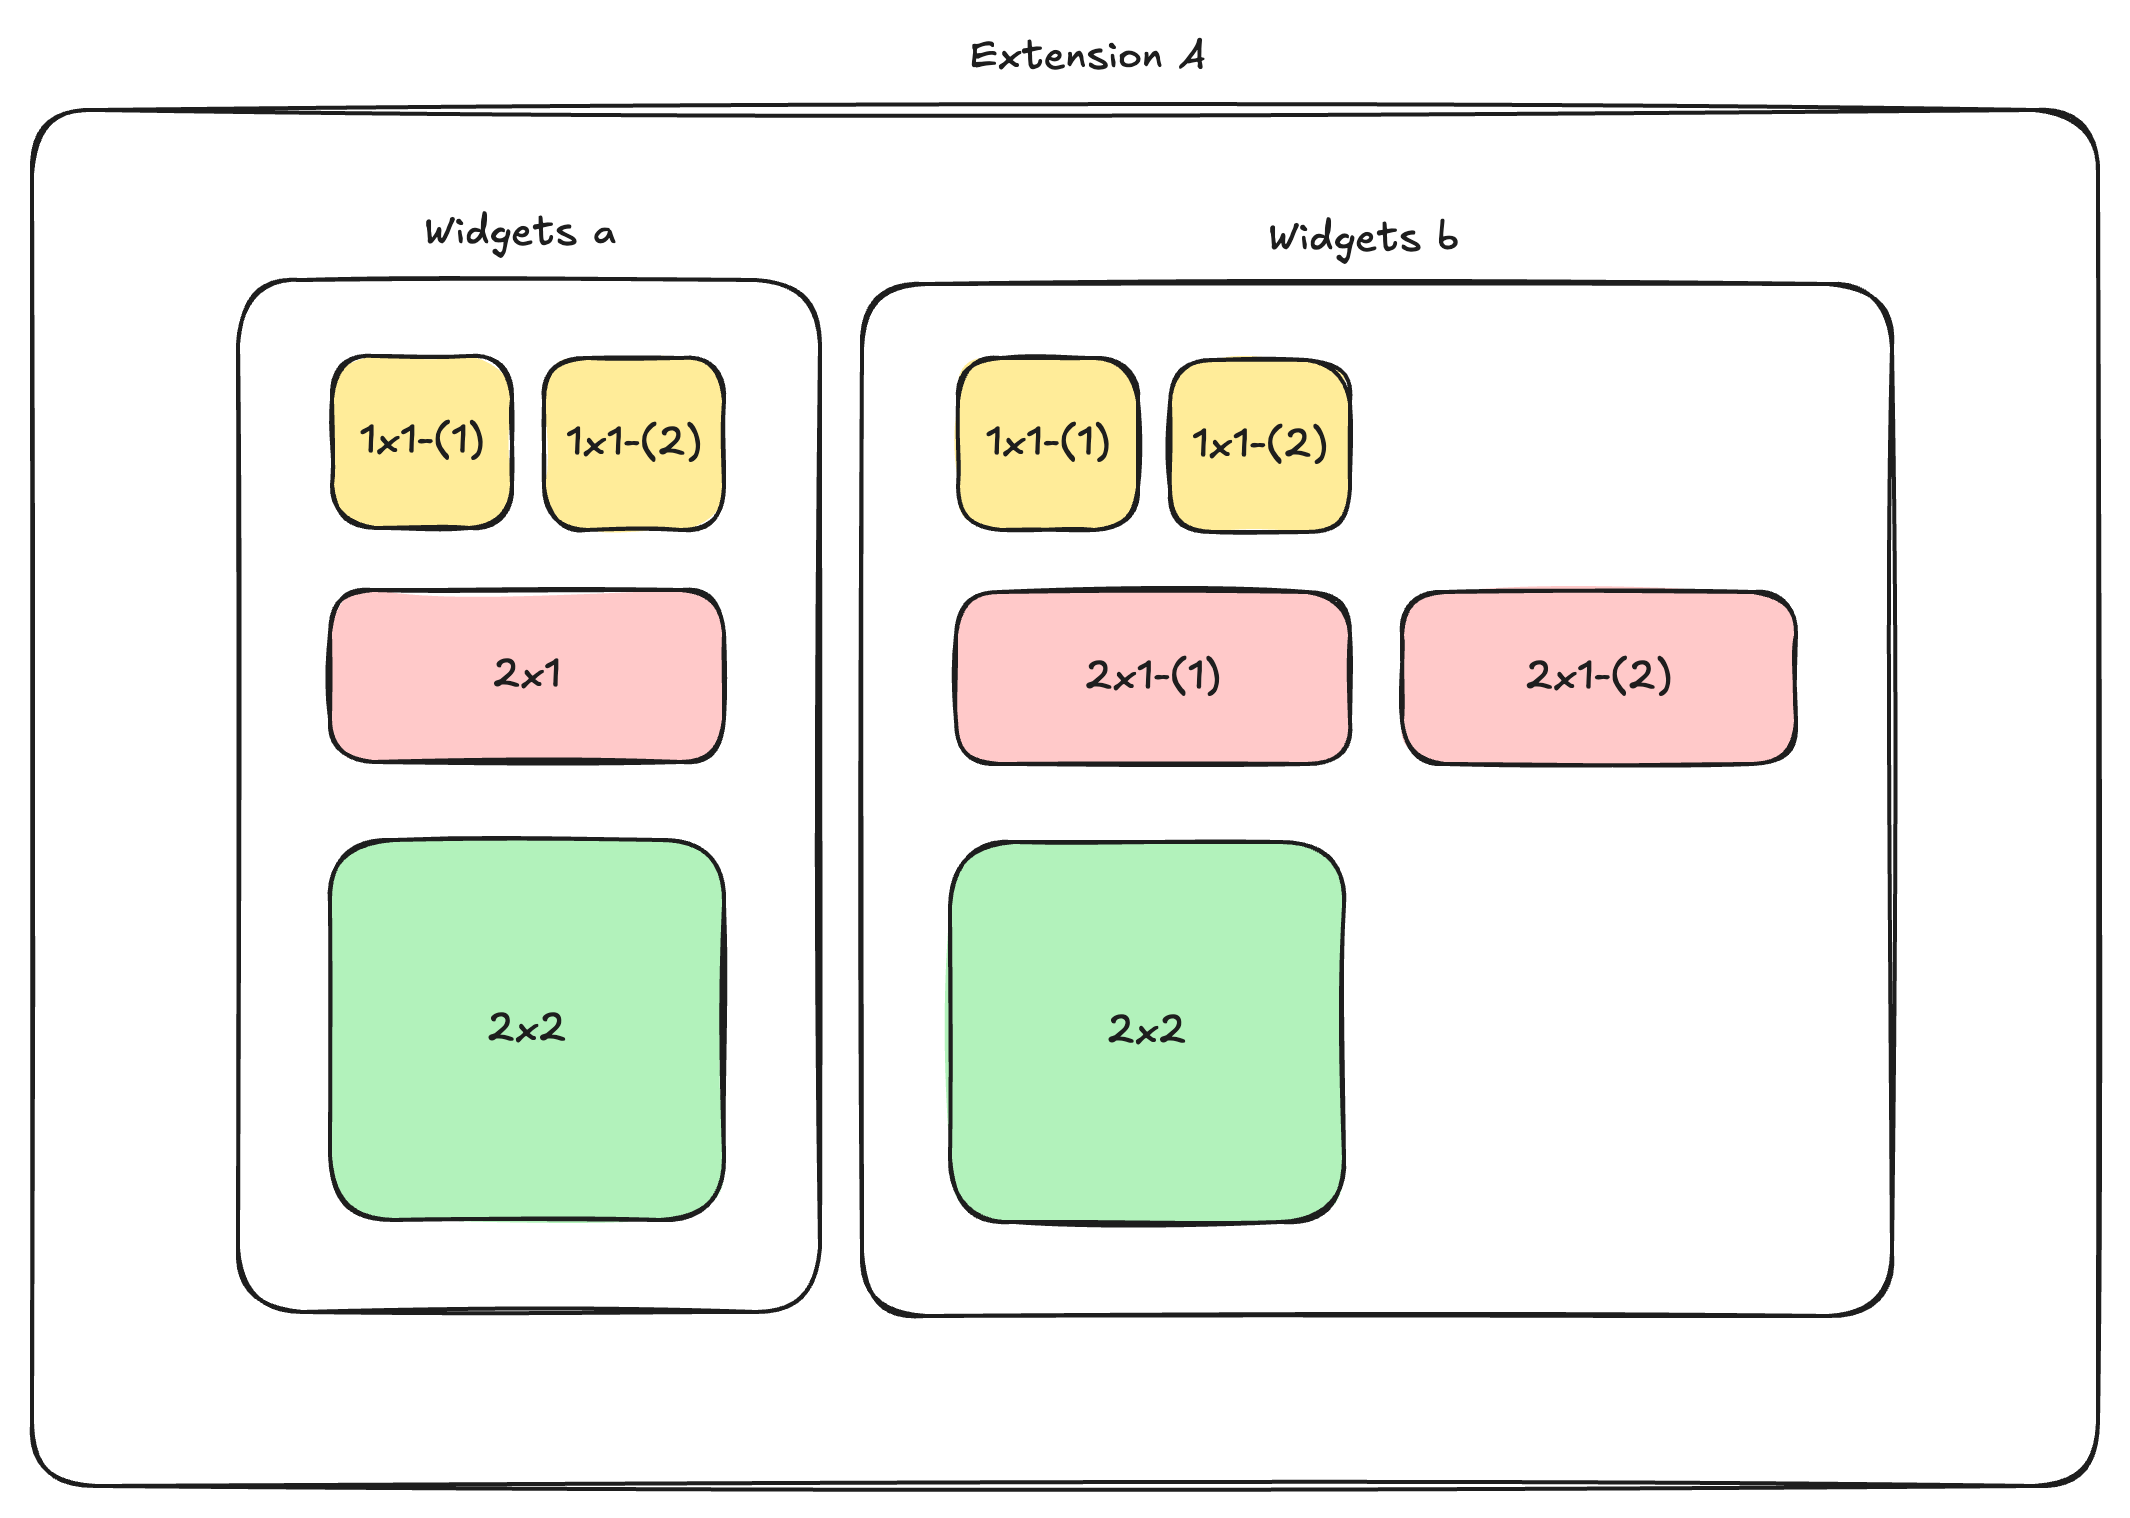 Extension A
Widgets a
1x1-(1)
1x1-(2)
2x1
2x2
Widgets b
1x1-(1)
1x1-(2)
2x1-(1)
2x1-(2)
2x2